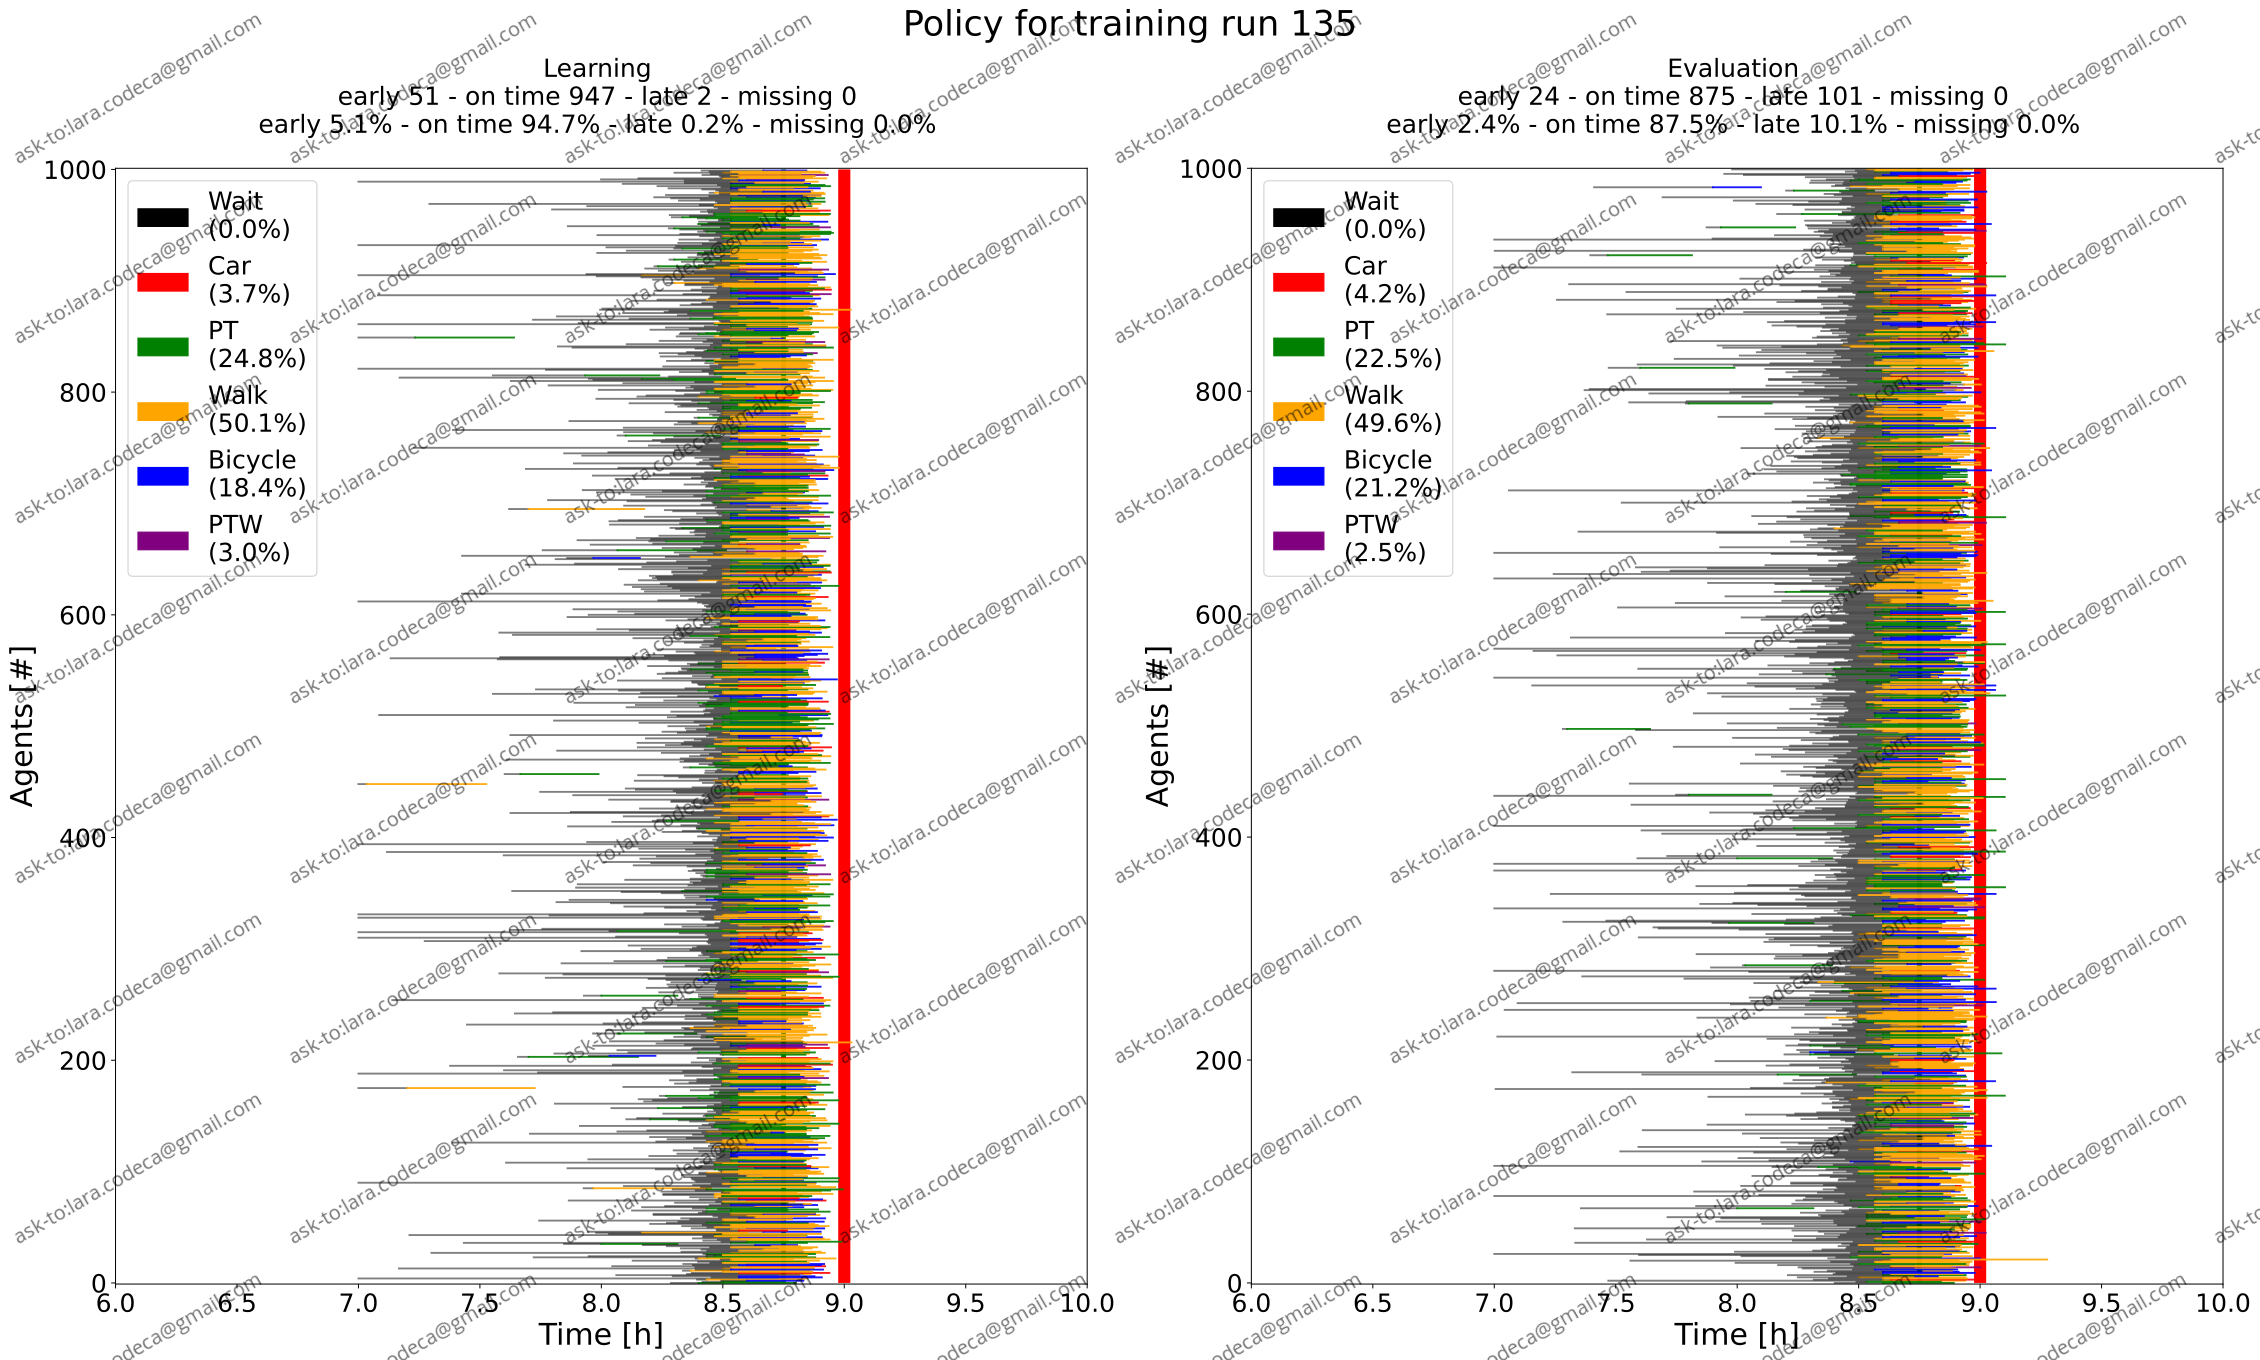 Policy for training run 135
Learning
early 51 - on time 947 - late 2 - missing 0
early 5.1% - on time 94.7% - late 0.2% - missing 0.0%
1000
800
600
400
200
0
Agents [#]
Wait
(0.0%)
Car
(3.7%)
PT
(24.8%)
Walk
(50.1%)
Bicycle
(18.4%)
PTW
(3.0%)
6.0 6.5 7.0 7.5 8.0 8.5 9.0 9.5 10.0
Time [h]
Evaluation
early 24 - on time 875 - late 101 - missing 0
early 2.4% - on time 87.5% - late 10.1% - missing 0.0%
1000
800
600
400
200
0
Agents [#]
Wait
(0.0%)
Car
(4.2%)
PT
(22.5%)
Walk
(49.6%)
Bicycle
(21.2%)
PTW
(2.5%)
6.0 6.5 7.0 7.5 8.0 8.5 9.0 9.5 10.0
Time [h]
ask-to:lara.codeca@gmail.com